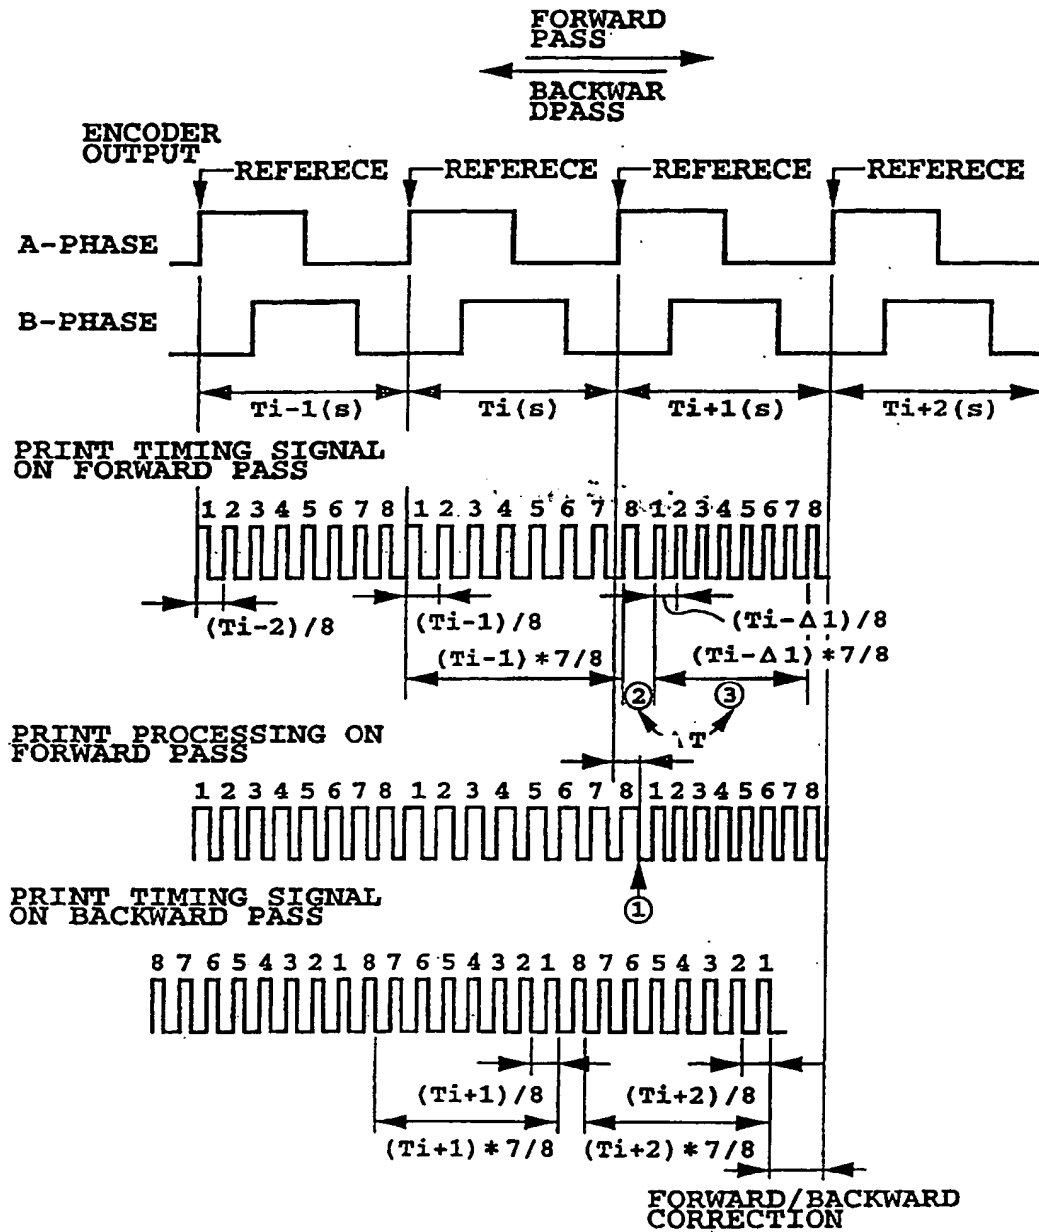 FORWARD
PASS
BACKWAR
DPASS
ENCODER
OUTPUT
REFERECE REFERECE REFERECE REFERECE
A-PHASE
B-PHASE
Ti-1(s) Ti(s) Ti+1(s) Ti+2(s)
PRINT TIMING SIGNAL
ON FORWARD PASS
1 2 3 4 5 6 7 8 1 2 3 4 5 6 7 8 1 2 3 4 5 6 7 8
(Ti-2)/8 (Ti-1)/8 (Ti-Δ1)/8
(Ti-1)*7/8 (Ti-Δ1)*7/8
② ③
ΔT
PRINT PROCESSING ON
FORWARD PASS
1 2 3 4 5 6 7 8 1 2 3 4 5 6 7 8 1 2 3 4 5 6 7 8
①
PRINT TIMING SIGNAL
ON BACKWARD PASS
8 7 6 5 4 3 2 1 8 7 6 5 4 3 2 1 8 7 6 5 4 3 2 1
(Ti+1)/8 (Ti+2)/8
(Ti+1)*7/8 (Ti+2)*7/8
FORWARD/BACKWARD
CORRECTION